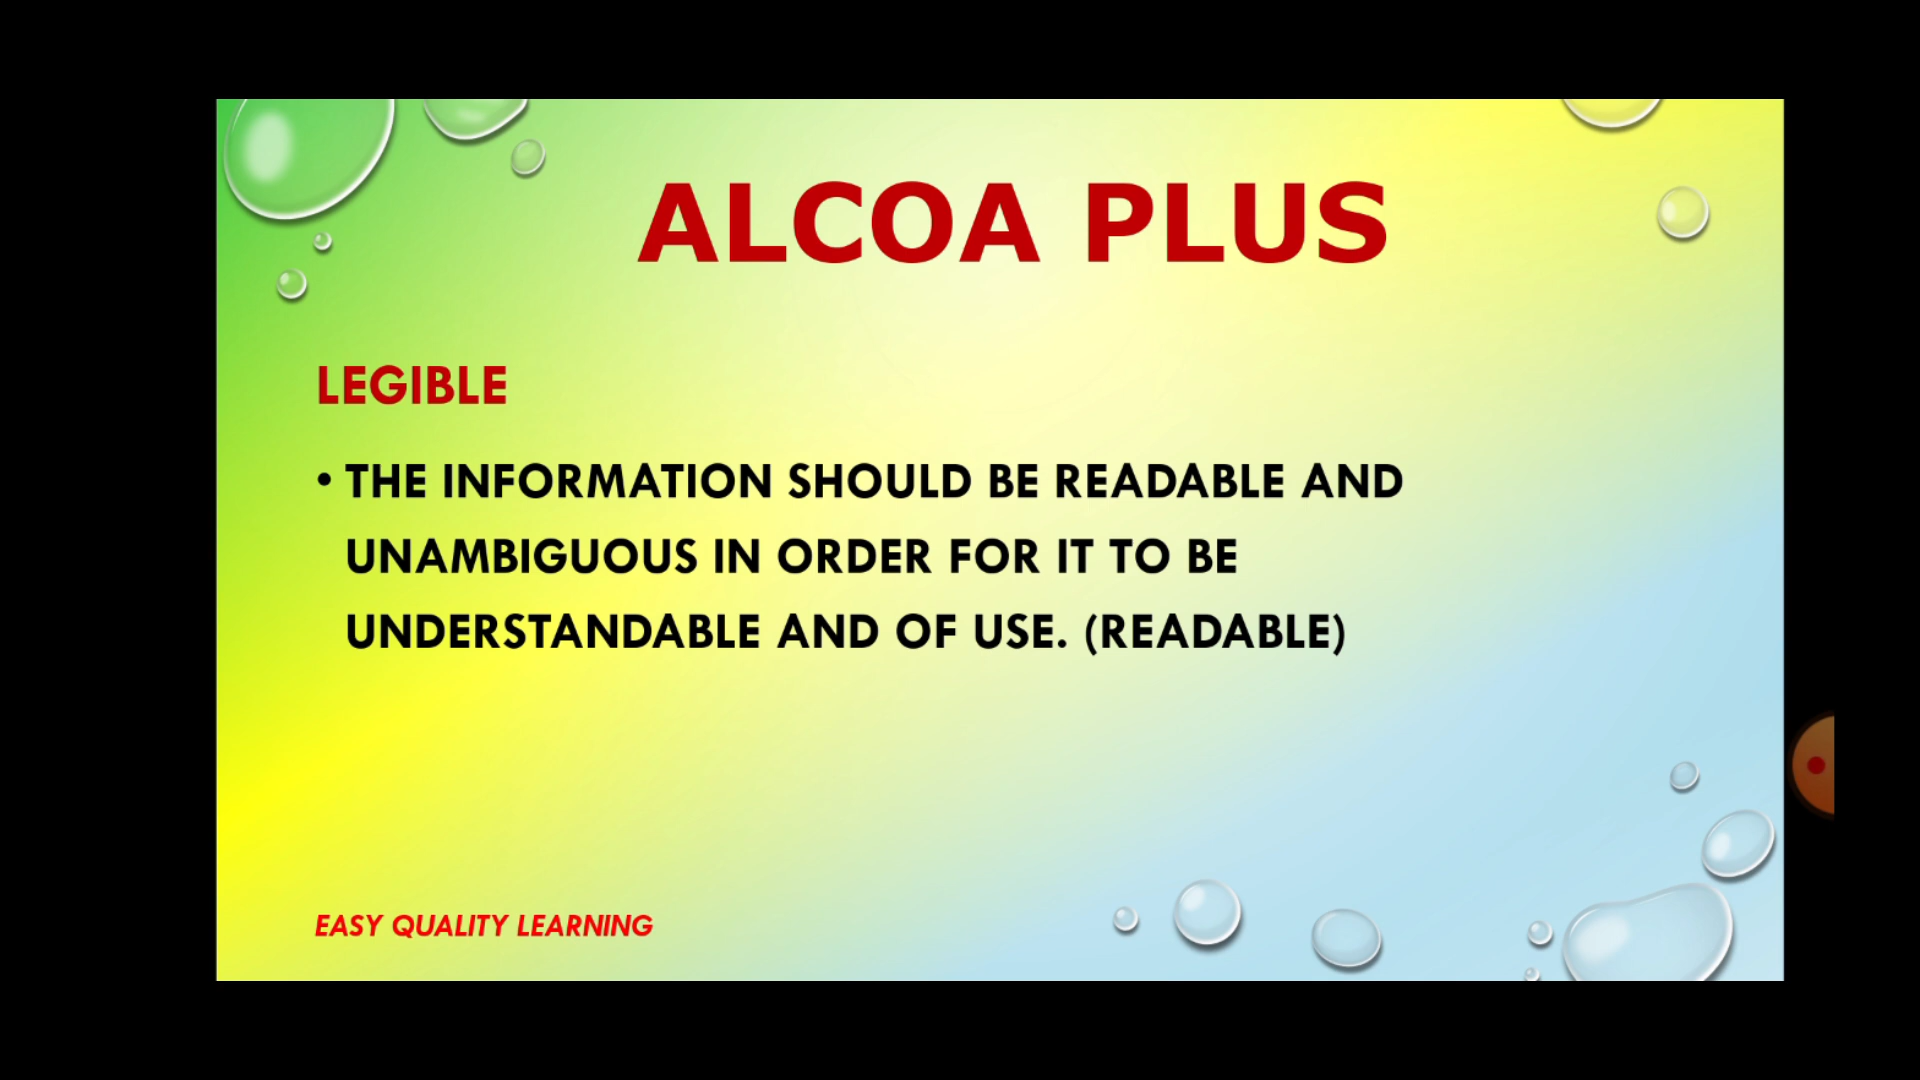 ALCOA PLUS
LEGIBLE
• THE INFORMATION SHOULD BE READABLE AND
UNAMBIGUOUS IN ORDER FOR IT TO BE
UNDERSTANDABLE AND OF USE. (READABLE)
EASY QUALITY LEARNING